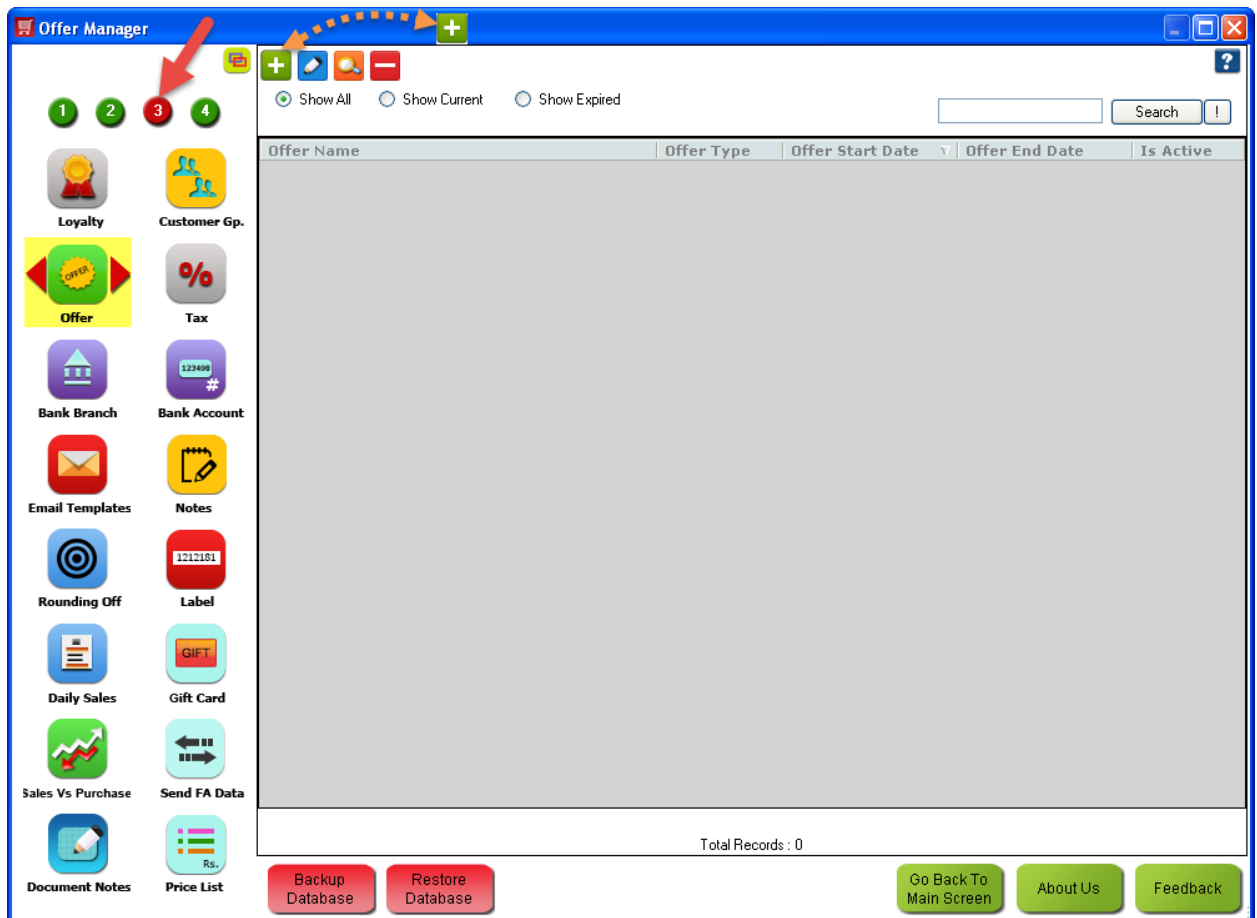 Offer Manager
1 2 3 4
Show All Show Current Show Expired
Search !
?
Offer Name Offer Type Offer Start Date Offer End Date Is Active
Loyalty Customer Gp.
OFFER %
Offer Tax
123498
#
Bank Branch Bank Account
Email Templates Notes
1212181
Rounding Off Label
GIFT
Daily Sales Gift Card
Sales Vs Purchase Send FA Data
Rs.
Document Notes Price List
Total Records : 0
Backup Database
Restore Database
Go Back To Main Screen
About Us
Feedback